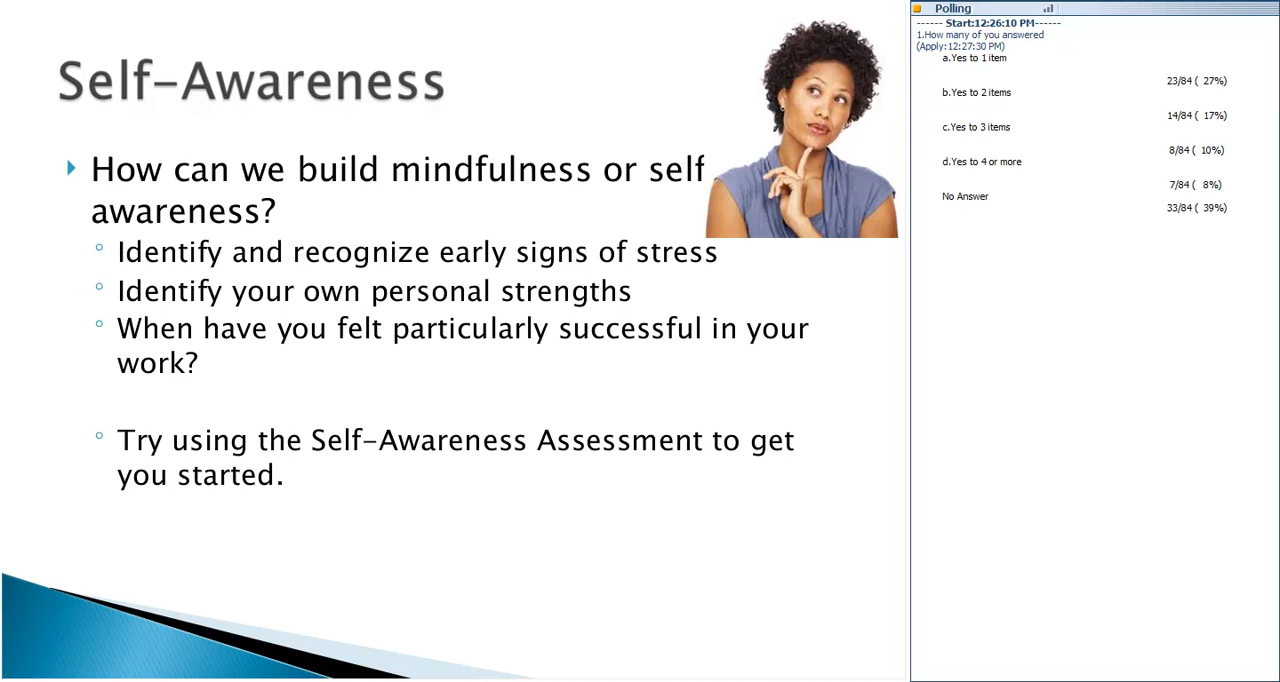 Self-Awareness
How can we build mindfulness or self
awareness?
Identify and recognize early signs of stress
Identify your own personal strengths
When have you felt particularly successful in your
work?
Try using the Self-Awareness Assessment to get
you started.
Polling
------ Start:12:26:10 PM------
1.How many of you answered
(Apply:12:27:30 PM)
a.Yes to 1 item
23/84 ( 27%)
b.Yes to 2 items
14/84 ( 17%)
c.Yes to 3 items
8/84 ( 10%)
d.Yes to 4 or more
7/84 ( 8%)
No Answer
33/84 ( 39%)